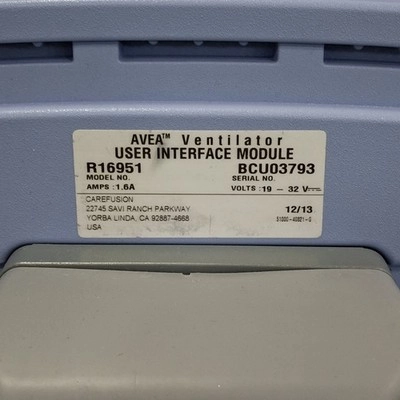 AVEA™ Ventilator
USER INTERFACE MODULE
R16951 BCU03793
MODEL NO. SERIAL NO.
AMPS :1.6A VOLTS :19 - 32 V⎓
CAREFUSION
22745 SAVI RANCH PARKWAY 12/13
YORBA LINDA, CA 92887-4668
USA